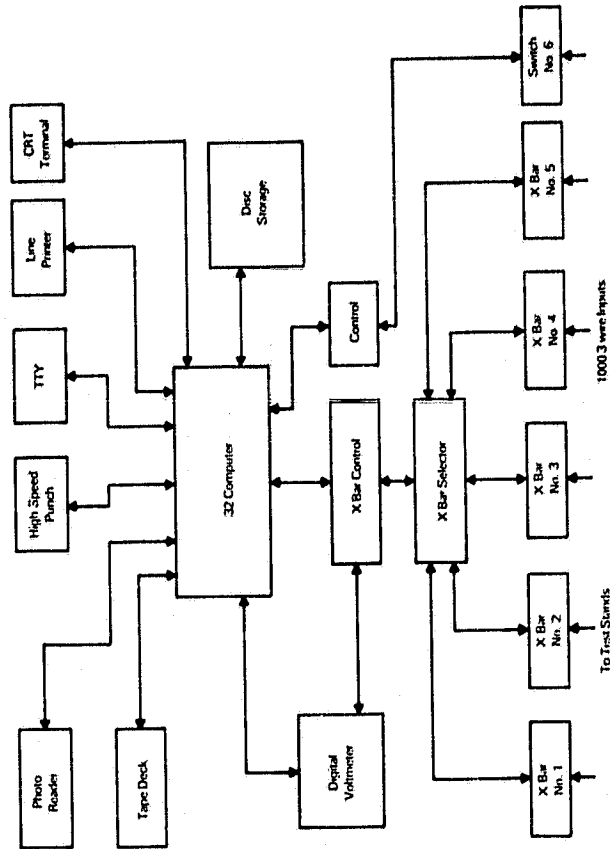 Photo
Reader
High Speed
Punch
TTY
Line
Printer
CRT
Terminal
Tape Deck
32 Computer
Disc
Storage
Digital
Voltmeter
X Bar Control
Control
X Bar Selector
X Bar
No. 1
X Bar
No. 2
X Bar
No. 3
X Bar
No. 4
X Bar
No. 5
Switch
No. 6
To Test Stands
1000 3 wire Inputs